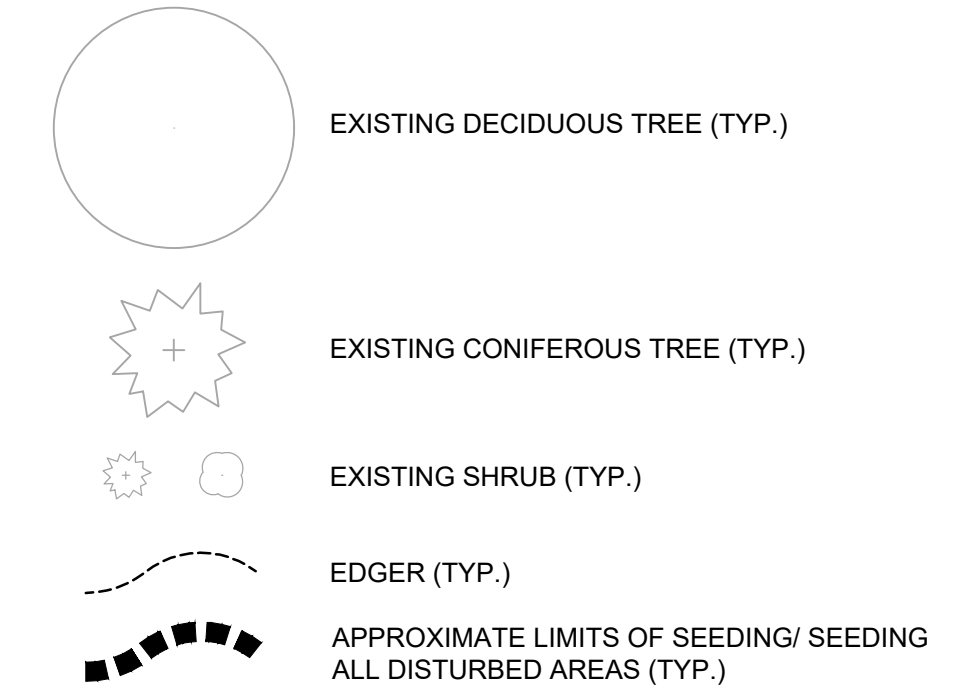 EXISTING DECIDUOUS TREE (TYP.)
EXISTING CONIFEROUS TREE (TYP.)
EXISTING SHRUB (TYP.)
EDGER (TYP.)
APPROXIMATE LIMITS OF SEEDING/ SEEDING
ALL DISTURBED AREAS (TYP.)